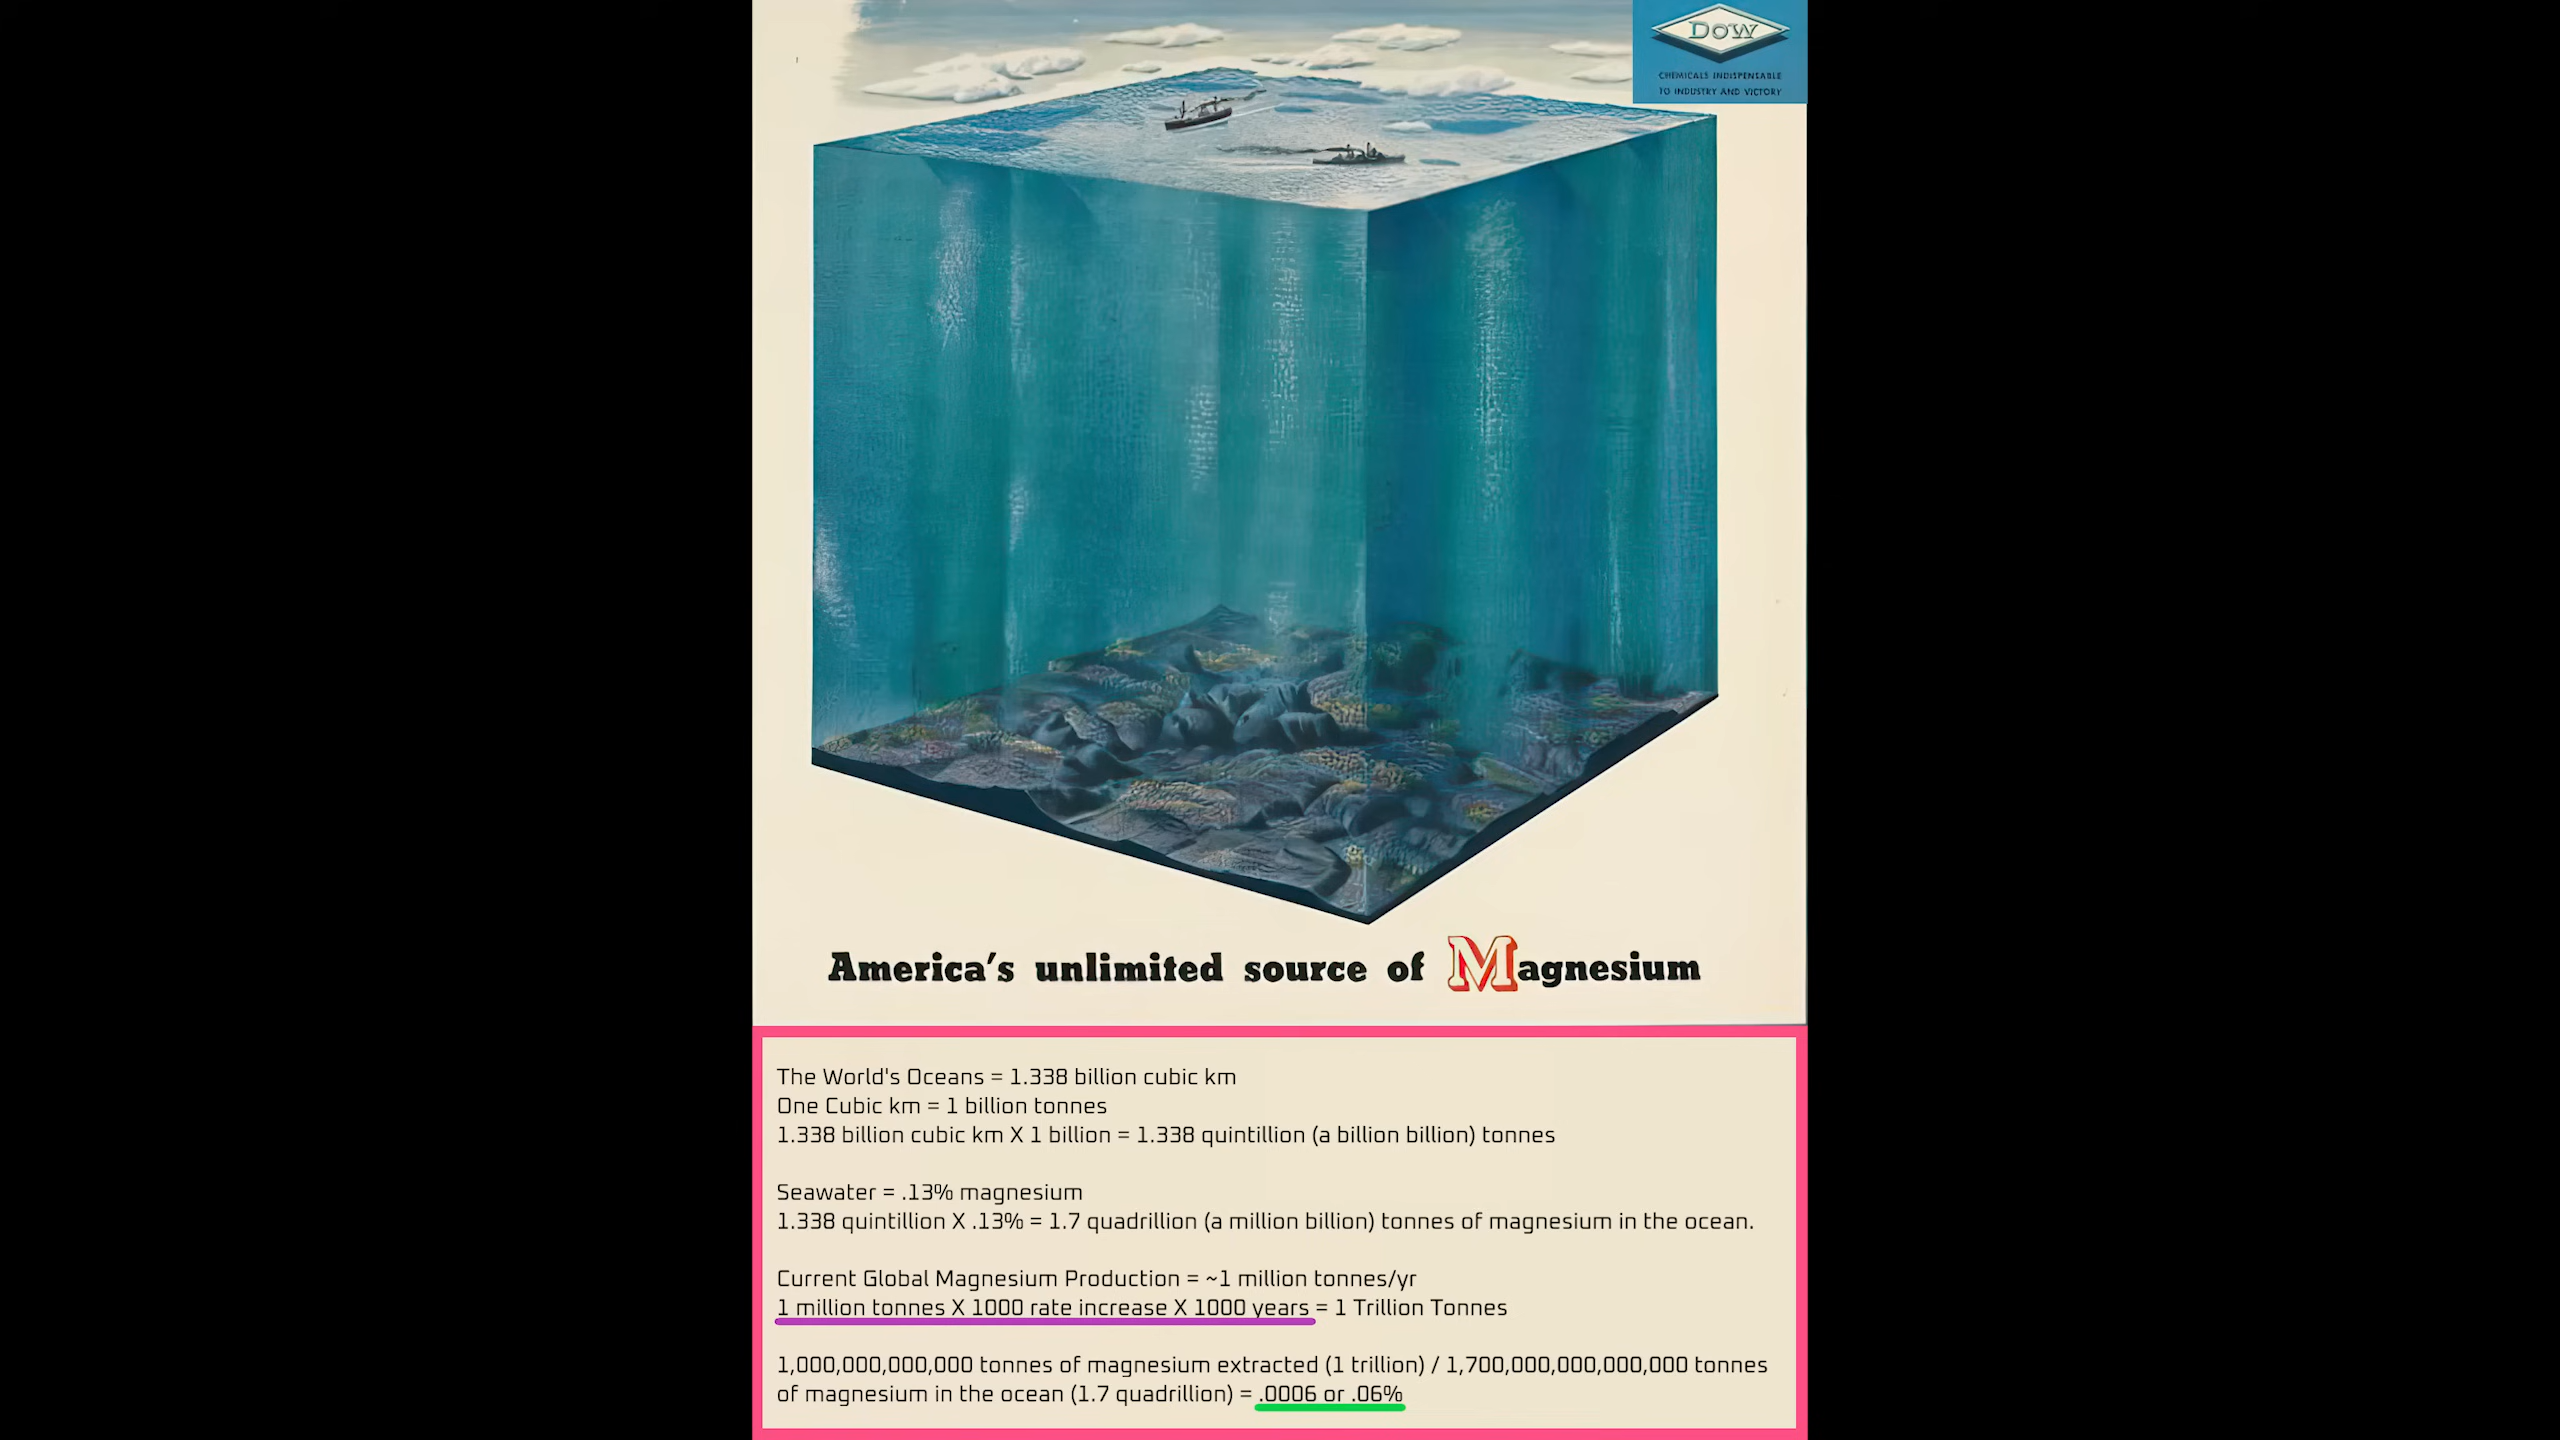 DOW
CHEMICALS INDISPENSABLE
TO INDUSTRY AND VICTORY
America's unlimited source of Magnesium
The World's Oceans = 1.338 billion cubic km
One Cubic km = 1 billion tonnes
1.338 billion cubic km X 1 billion = 1.338 quintillion (a billion billion) tonnes
Seawater = .13% magnesium
1.338 quintillion X .13% = 1.7 quadrillion (a million billion) tonnes of magnesium in the ocean.
Current Global Magnesium Production = ~1 million tonnes/yr
1 million tonnes X 1000 rate increase X 1000 years = 1 Trillion Tonnes
1,000,000,000,000 tonnes of magnesium extracted (1 trillion) / 1,700,000,000,000,000 tonnes
of magnesium in the ocean (1.7 quadrillion) = .0006 or .06%